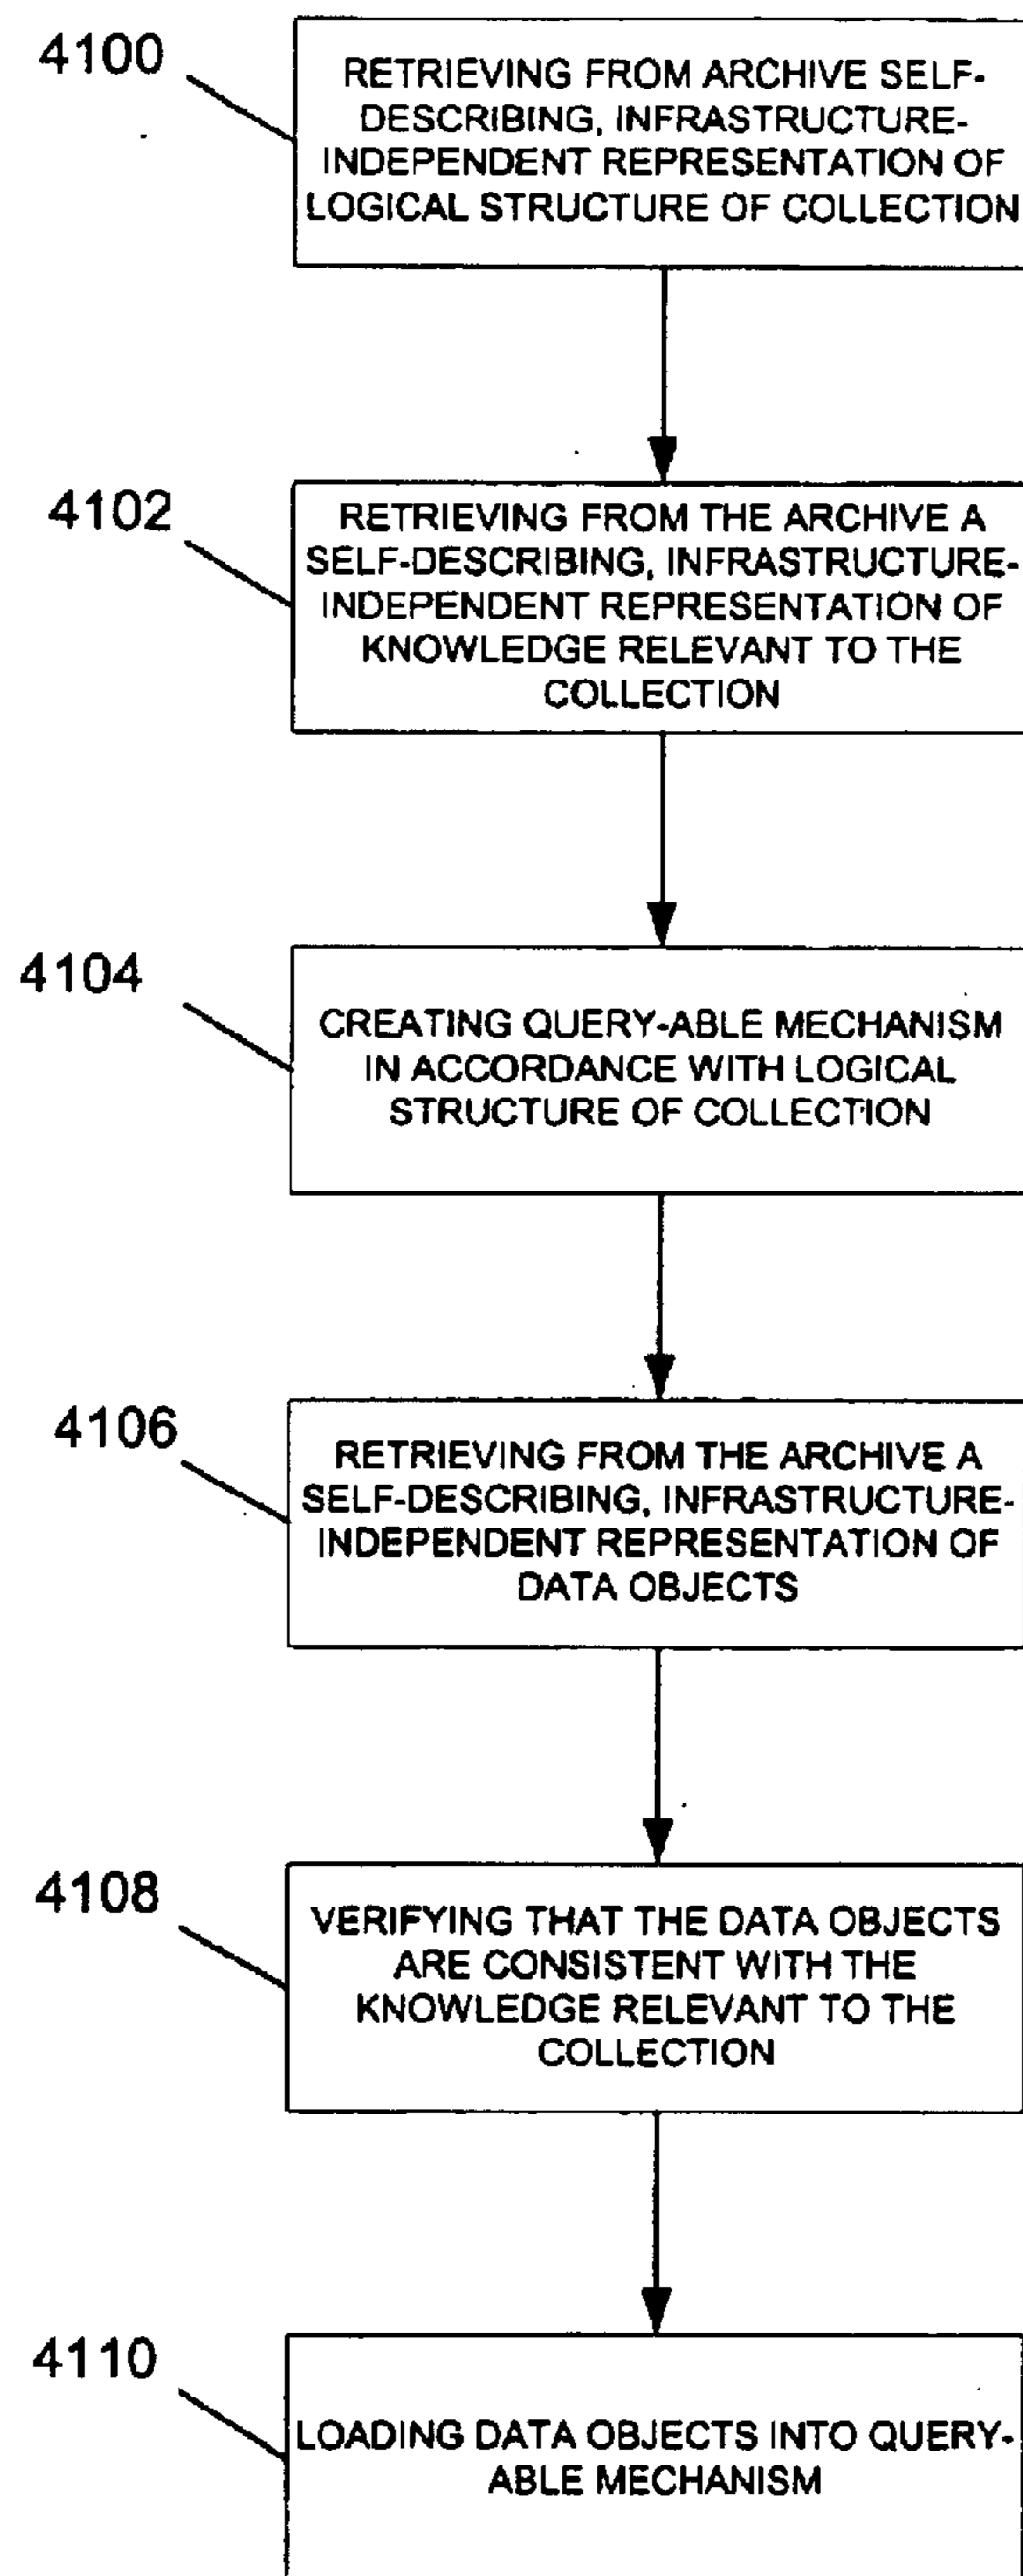 4100
RETRIEVING FROM ARCHIVE SELF-
DESCRIBING, INFRASTRUCTURE-
INDEPENDENT REPRESENTATION OF
LOGICAL STRUCTURE OF COLLECTION
4102
RETRIEVING FROM THE ARCHIVE A
SELF-DESCRIBING, INFRASTRUCTURE-
INDEPENDENT REPRESENTATION OF
KNOWLEDGE RELEVANT TO THE
COLLECTION
4104
CREATING QUERY-ABLE MECHANISM
IN ACCORDANCE WITH LOGICAL
STRUCTURE OF COLLECTION
4106
RETRIEVING FROM THE ARCHIVE A
SELF-DESCRIBING, INFRASTRUCTURE-
INDEPENDENT REPRESENTATION OF
DATA OBJECTS
4108
VERIFYING THAT THE DATA OBJECTS
ARE CONSISTENT WITH THE
KNOWLEDGE RELEVANT TO THE
COLLECTION
4110
LOADING DATA OBJECTS INTO QUERY-
ABLE MECHANISM